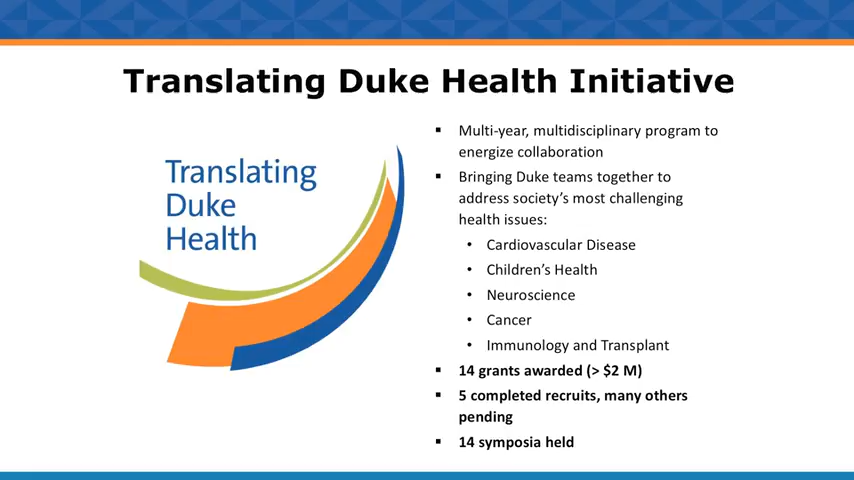 Translating Duke Health Initiative
Translating
Duke
Health
▪ Multi-year, multidisciplinary program to
energize collaboration
▪ Bringing Duke teams together to
address society’s most challenging
health issues:
• Cardiovascular Disease
• Children’s Health
• Neuroscience
• Cancer
• Immunology and Transplant
▪ 14 grants awarded (> $2 M)
▪ 5 completed recruits, many others
pending
▪ 14 symposia held